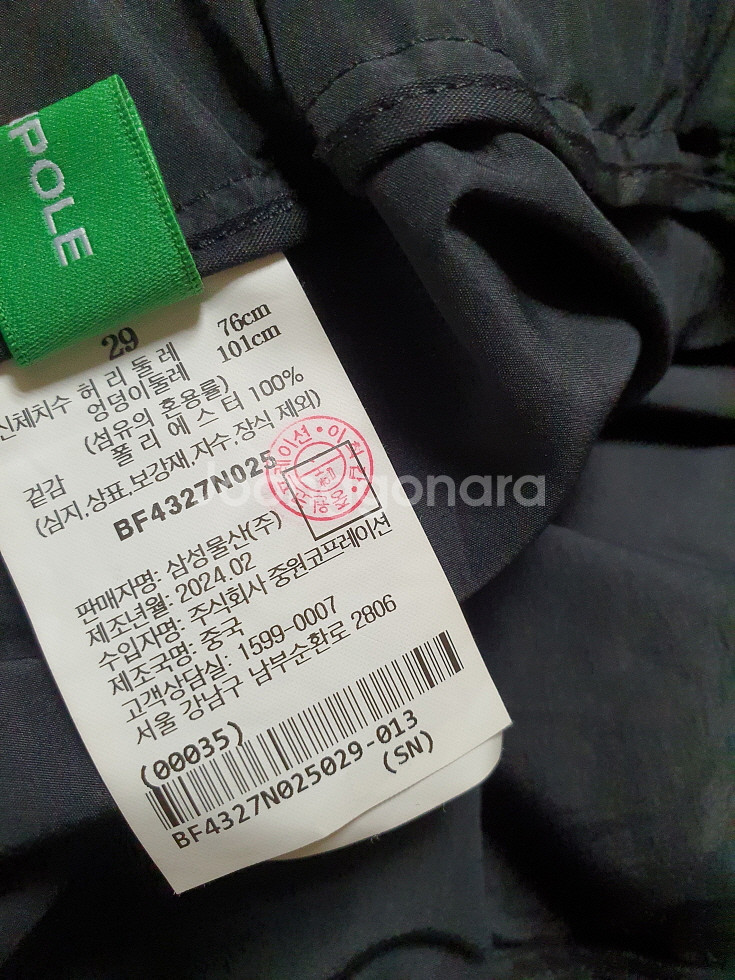 POLE
29
신체치수 허리둘레 76cm
엉덩이둘레 101cm
(섬유의 혼용률)
겉감 폴리에스터 100%
(심지,상표,보강재,자수,장식 제외)
BF4327N025
판매자명: 삼성물산(주)
제조년월: 2024.02
수입자명: 주식회사 중원코프레이션
제조국명: 중국
고객상담실: 1599-0007
서울 강남구 남부순환로 2806
(00035)
BF4327N025029-013
(SN)